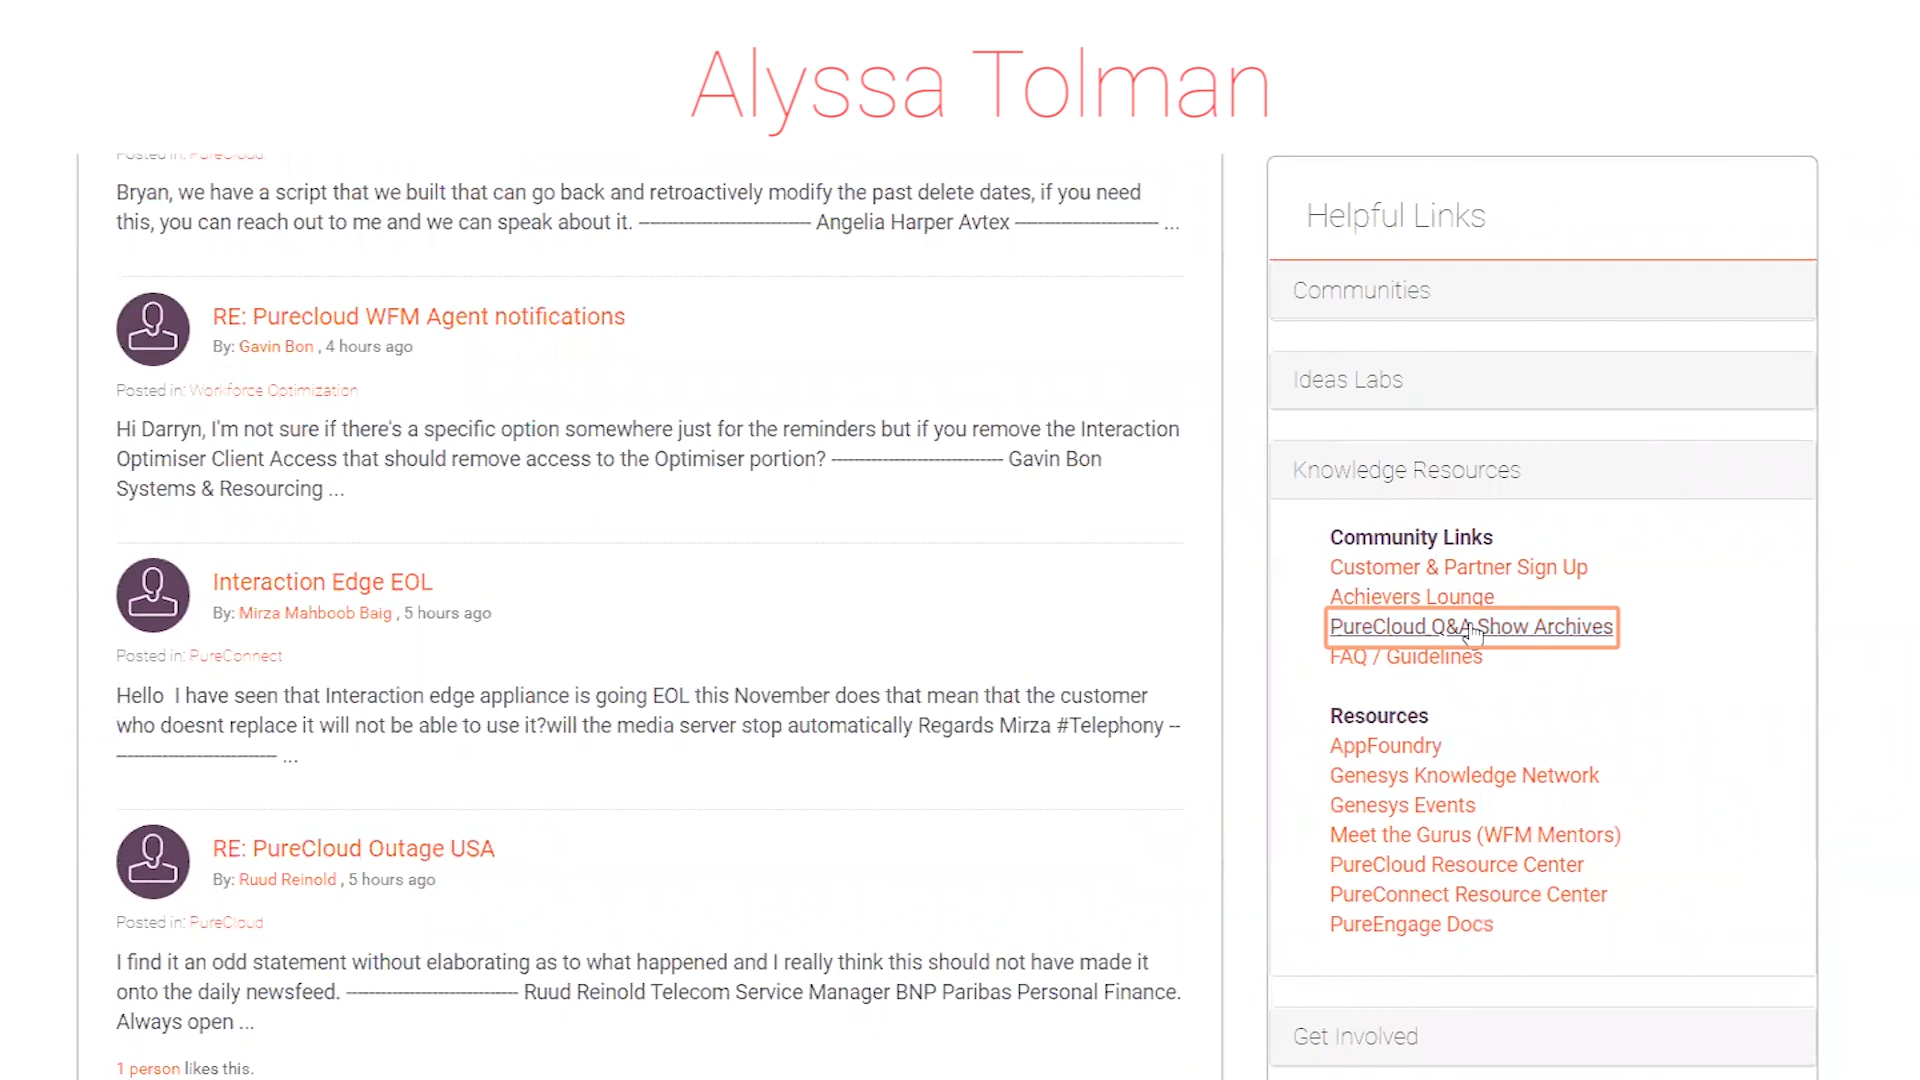 Alyssa Tolman
Posted in: PureCloud
Bryan, we have a script that we built that can go back and retroactively modify the past delete dates, if you need
this, you can reach out to me and we can speak about it. ------------------------------ Angelia Harper Avtex ------------------------- ...
RE: Purecloud WFM Agent notifications
By: Gavin Bon , 4 hours ago
Posted in: Workforce Optimization
Hi Darryn, I'm not sure if there's a specific option somewhere just for the reminders but if you remove the Interaction
Optimiser Client Access that should remove access to the Optimiser portion? ------------------------------ Gavin Bon
Systems & Resourcing ...
Interaction Edge EOL
By: Mirza Mahboob Baig , 5 hours ago
Posted in: PureConnect
Hello  I have seen that Interaction edge appliance is going EOL this November does that mean that the customer
who doesnt replace it will not be able to use it?will the media server stop automatically Regards Mirza #Telephony --
---------------------------- ...
RE: PureCloud Outage USA
By: Ruud Reinold , 5 hours ago
Posted in: PureCloud
I find it an odd statement without elaborating as to what happened and I really think this should not have made it
onto the daily newsfeed. ------------------------------ Ruud Reinold Telecom Service Manager BNP Paribas Personal Finance.
Always open ...
1 person likes this.
Helpful Links
Communities
Ideas Labs
Knowledge Resources
Community Links
Customer & Partner Sign Up
Achievers Lounge
PureCloud Q&A Show Archives
FAQ / Guidelines
Resources
AppFoundry
Genesys Knowledge Network
Genesys Events
Meet the Gurus (WFM Mentors)
PureCloud Resource Center
PureConnect Resource Center
PureEngage Docs
Get Involved